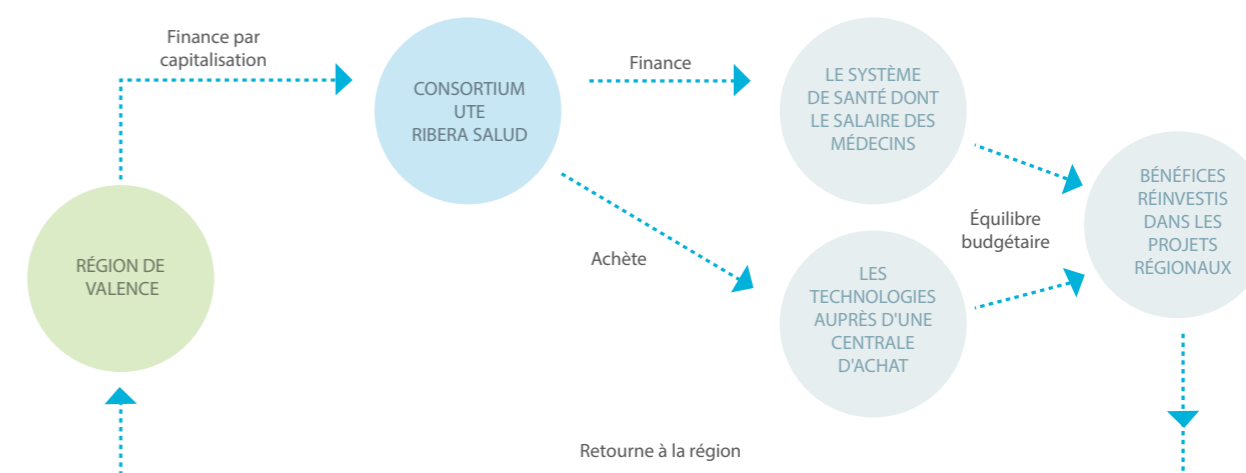 Finance par
capitalisation
CONSORTIUM
UTE
RIBERA SALUD
Finance
LE SYSTÈME
DE SANTÉ DONT
LE SALAIRE DES
MÉDECINS
RÉGION DE
VALENCE
Achète
LES
TECHNOLOGIES
AUPRÈS D'UNE
CENTRALE
D'ACHAT
Équilibre
budgétaire
BÉNÉFICES
RÉINVESTIS
DANS LES
PROJETS
RÉGIONAUX
Retourne à la région